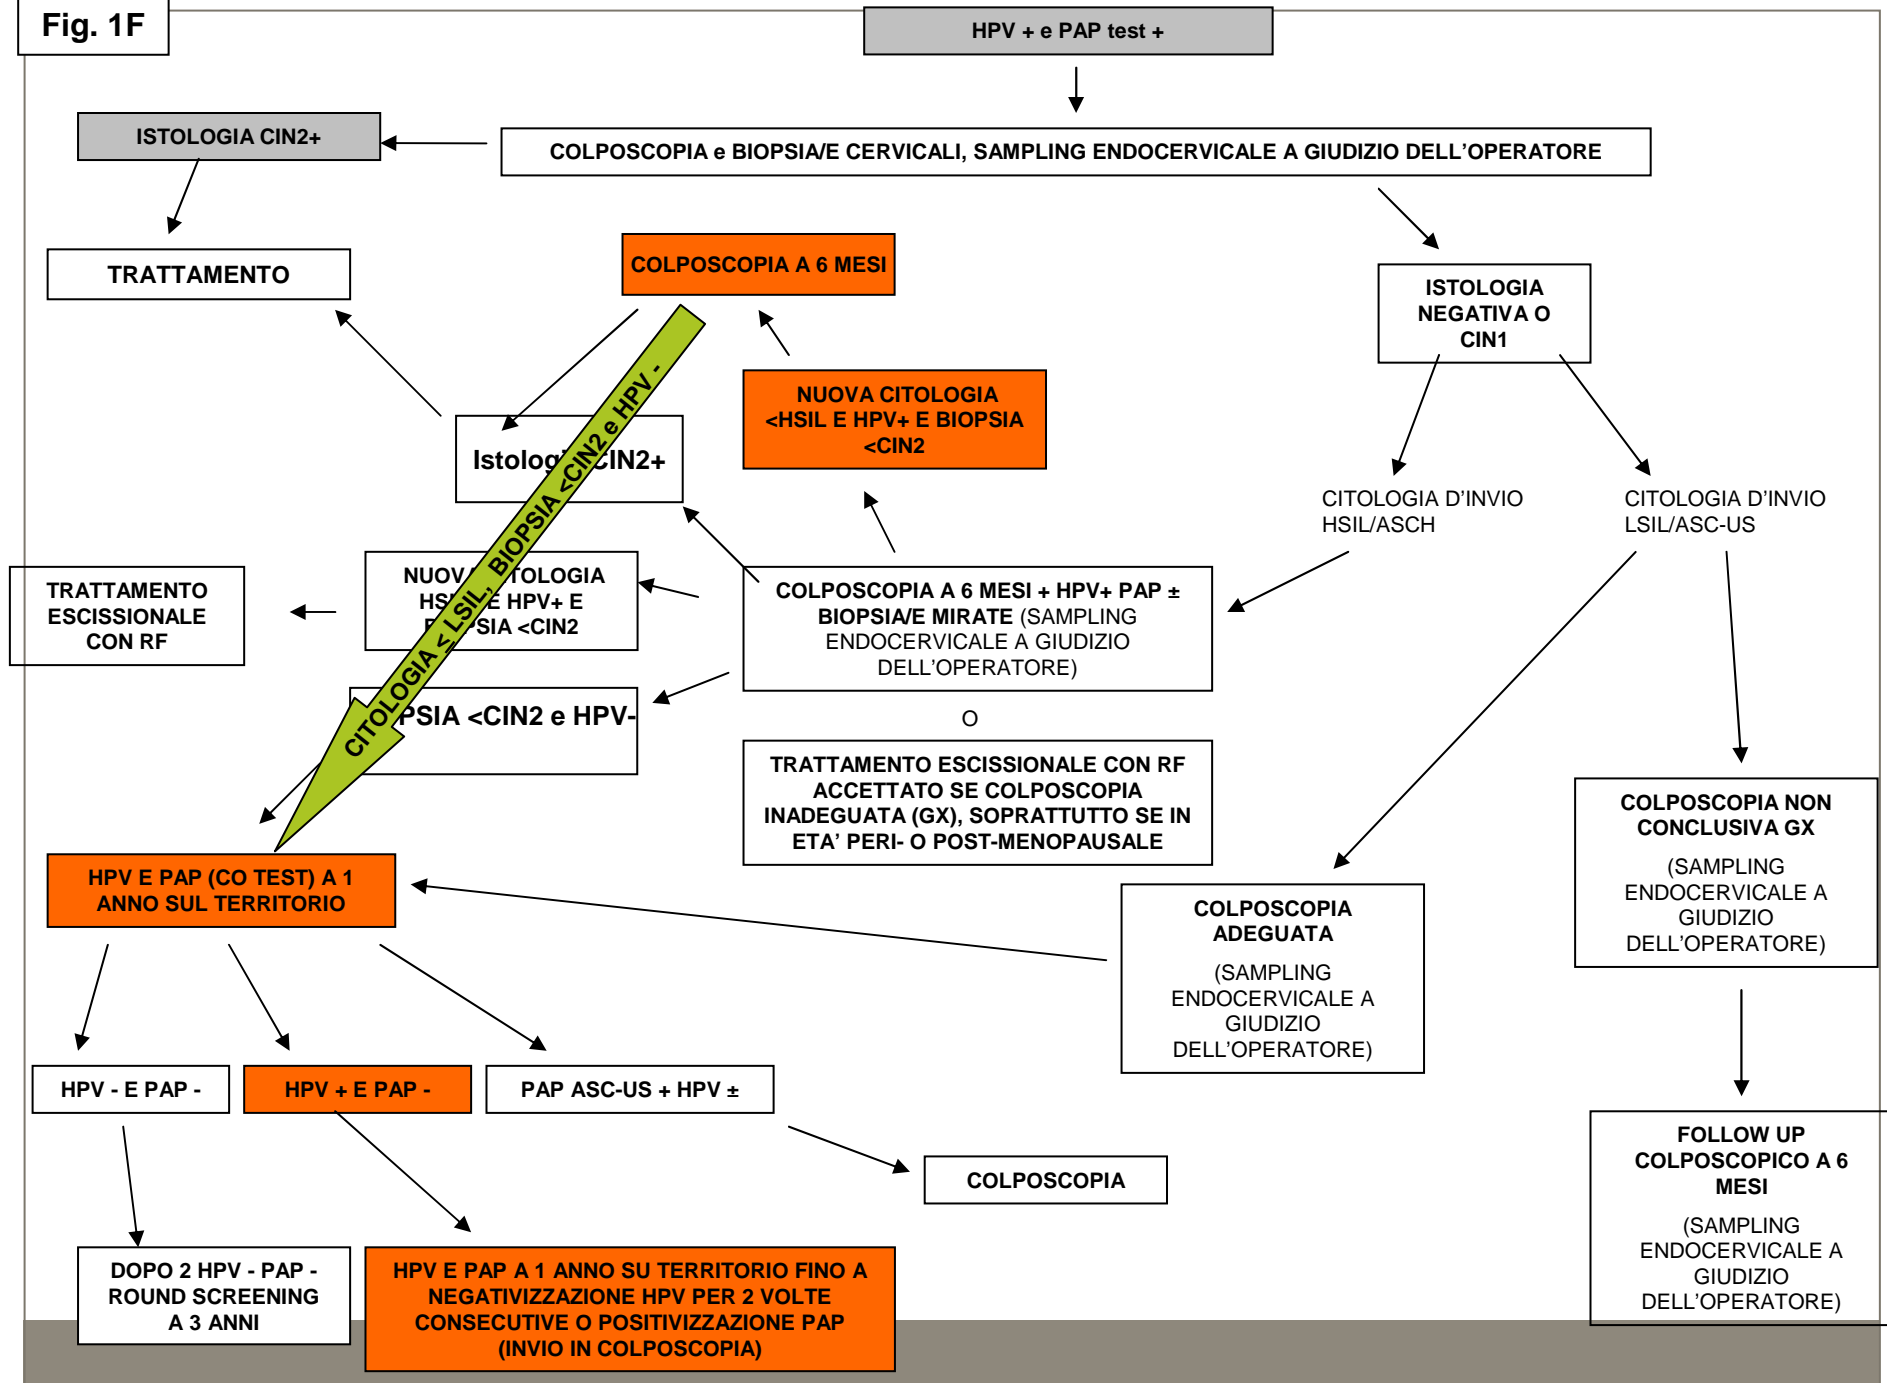 Fig. 1F
HPV + e PAP test +
ISTOLOGIA CIN2+
COLPOSCOPIA e BIOPSIA/E CERVICALI, SAMPLING ENDOCERVICALE A GIUDIZIO DELL'OPERATORE
TRATTAMENTO
COLPOSCOPIA A 6 MESI
ISTOLOGIA
NEGATIVA O
CIN1
NUOVA CITOLOGIA
<HSIL E HPV+ E BIOPSIA
<CIN2
Istologi CIN2+
CITOLOGIA D'INVIO
HSIL/ASCH
CITOLOGIA D'INVIO
LSIL/ASC-US
CITOLOGIA < LSIL, BIOPSIA <CIN2 e HPV -
TRATTAMENTO
ESCISSIONALE
CON RF
NUOV TOLOGIA
HSI E HPV+ E
B PSIA <CIN2
COLPOSCOPIA A 6 MESI + HPV+ PAP ±
BIOPSIA/E MIRATE (SAMPLING
ENDOCERVICALE A GIUDIZIO
DELL'OPERATORE)
PSIA <CIN2 e HPV-
O
TRATTAMENTO ESCISSIONALE CON RF
ACCETTATO SE COLPOSCOPIA
INADEGUATA (GX), SOPRATTUTTO SE IN
ETA' PERI- O POST-MENOPAUSALE
COLPOSCOPIA NON
CONCLUSIVA GX
(SAMPLING
ENDOCERVICALE A
GIUDIZIO
DELL'OPERATORE)
HPV E PAP (CO TEST) A 1
ANNO SUL TERRITORIO
COLPOSCOPIA
ADEGUATA
(SAMPLING
ENDOCERVICALE A
GIUDIZIO
DELL'OPERATORE)
HPV - E PAP -
HPV + E PAP -
PAP ASC-US + HPV ±
COLPOSCOPIA
FOLLOW UP
COLPOSCOPICO A 6
MESI
(SAMPLING
ENDOCERVICALE A
GIUDIZIO
DELL'OPERATORE)
DOPO 2 HPV - PAP -
ROUND SCREENING
A 3 ANNI
HPV E PAP A 1 ANNO SU TERRITORIO FINO A
NEGATIVIZZAZIONE HPV PER 2 VOLTE
CONSECUTIVE O POSITIVIZZAZIONE PAP
(INVIO IN COLPOSCOPIA)